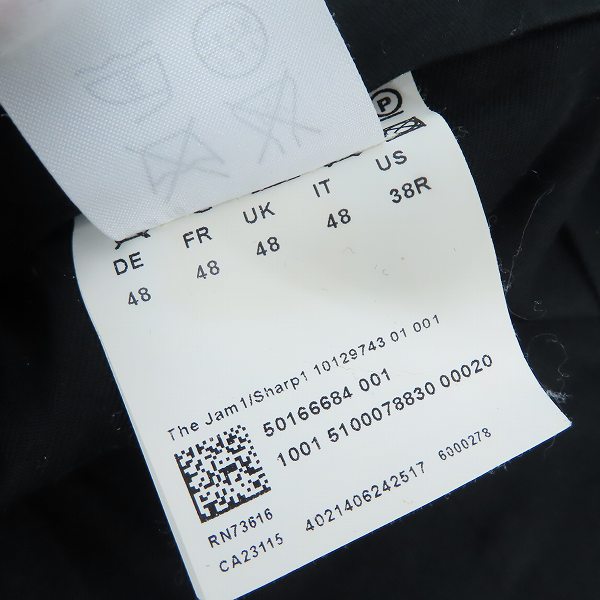 P
DE FR UK IT US
48 48 48 48 38R
The Jam1/Sharp1 10129743 01 001
50166684 001
1001 5100078830 00020
RN73616
CA23115 4021406242517 6000278